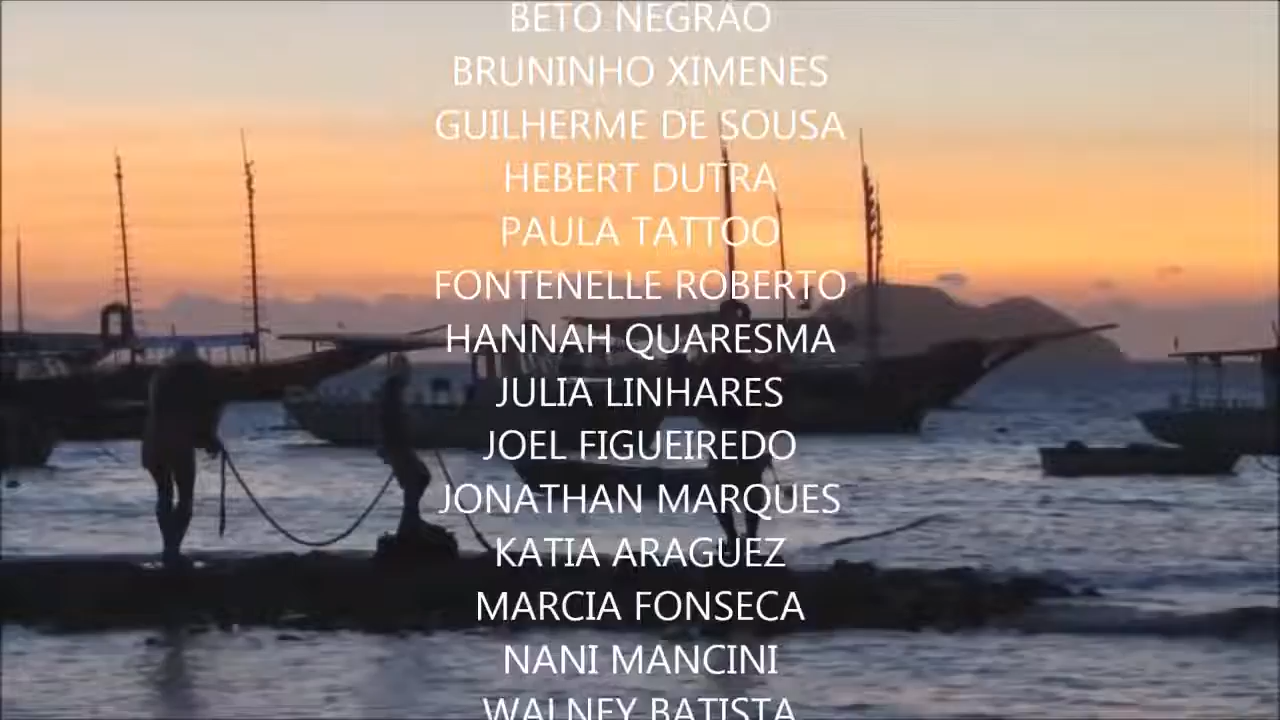 BETO NEGRÃO
BRUNINHO XIMENES
GUILHERME DE SOUSA
HEBERT DUTRA
PAULA TATTOO
FONTENELLE ROBERTO
HANNAH QUARESMA
JULIA LINHARES
JOEL FIGUEIREDO
JONATHAN MARQUES
KATIA ARAGUEZ
MARCIA FONSECA
NANI MANCINI
WALNEY BATISTA